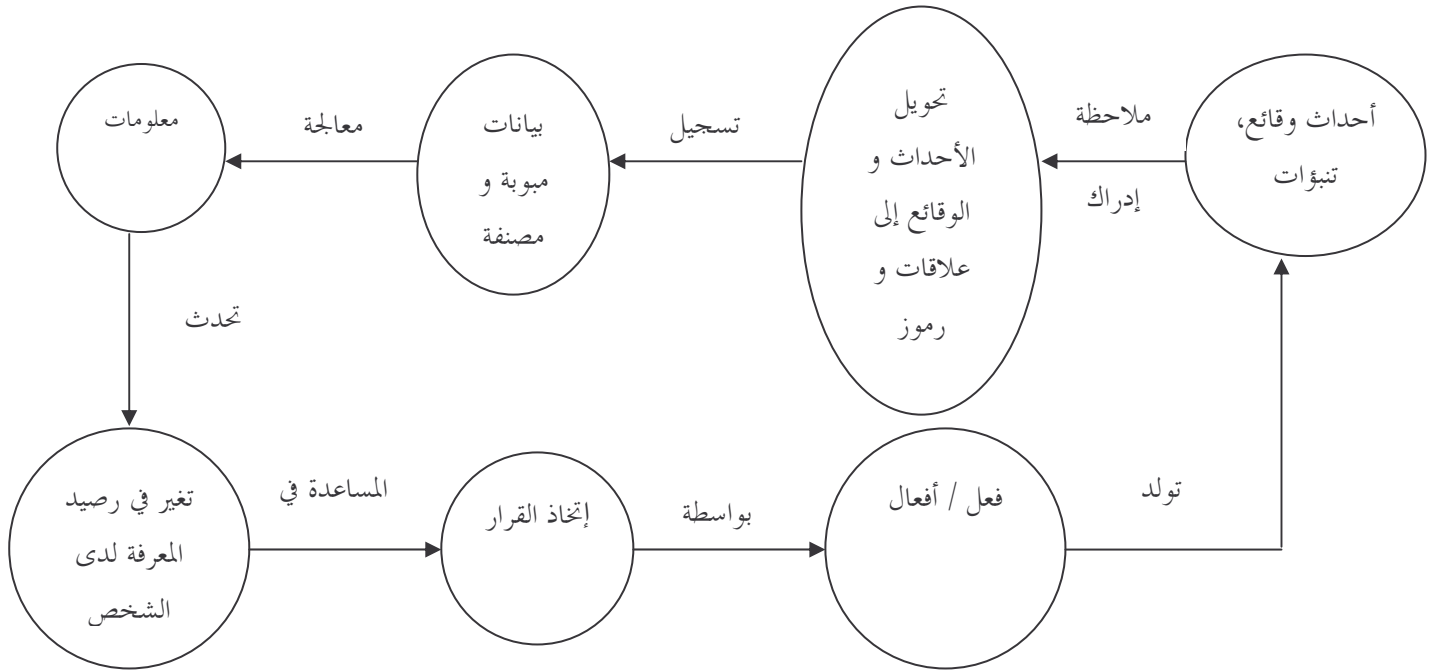 أحداث وقائع،
تنبؤات
ملاحظة
إدراك
تحويل
الأحداث و
الوقائع إلى
علاقات و
رموز
تسجيل
بيانات
مبوبة و
مصنفة
معالجة
معلومات
تحدث
تغير في رصيد
المعرفة لدى
الشخص
المساعدة في
إتخاذ القرار
بواسطة
فعل / أفعال
تولد